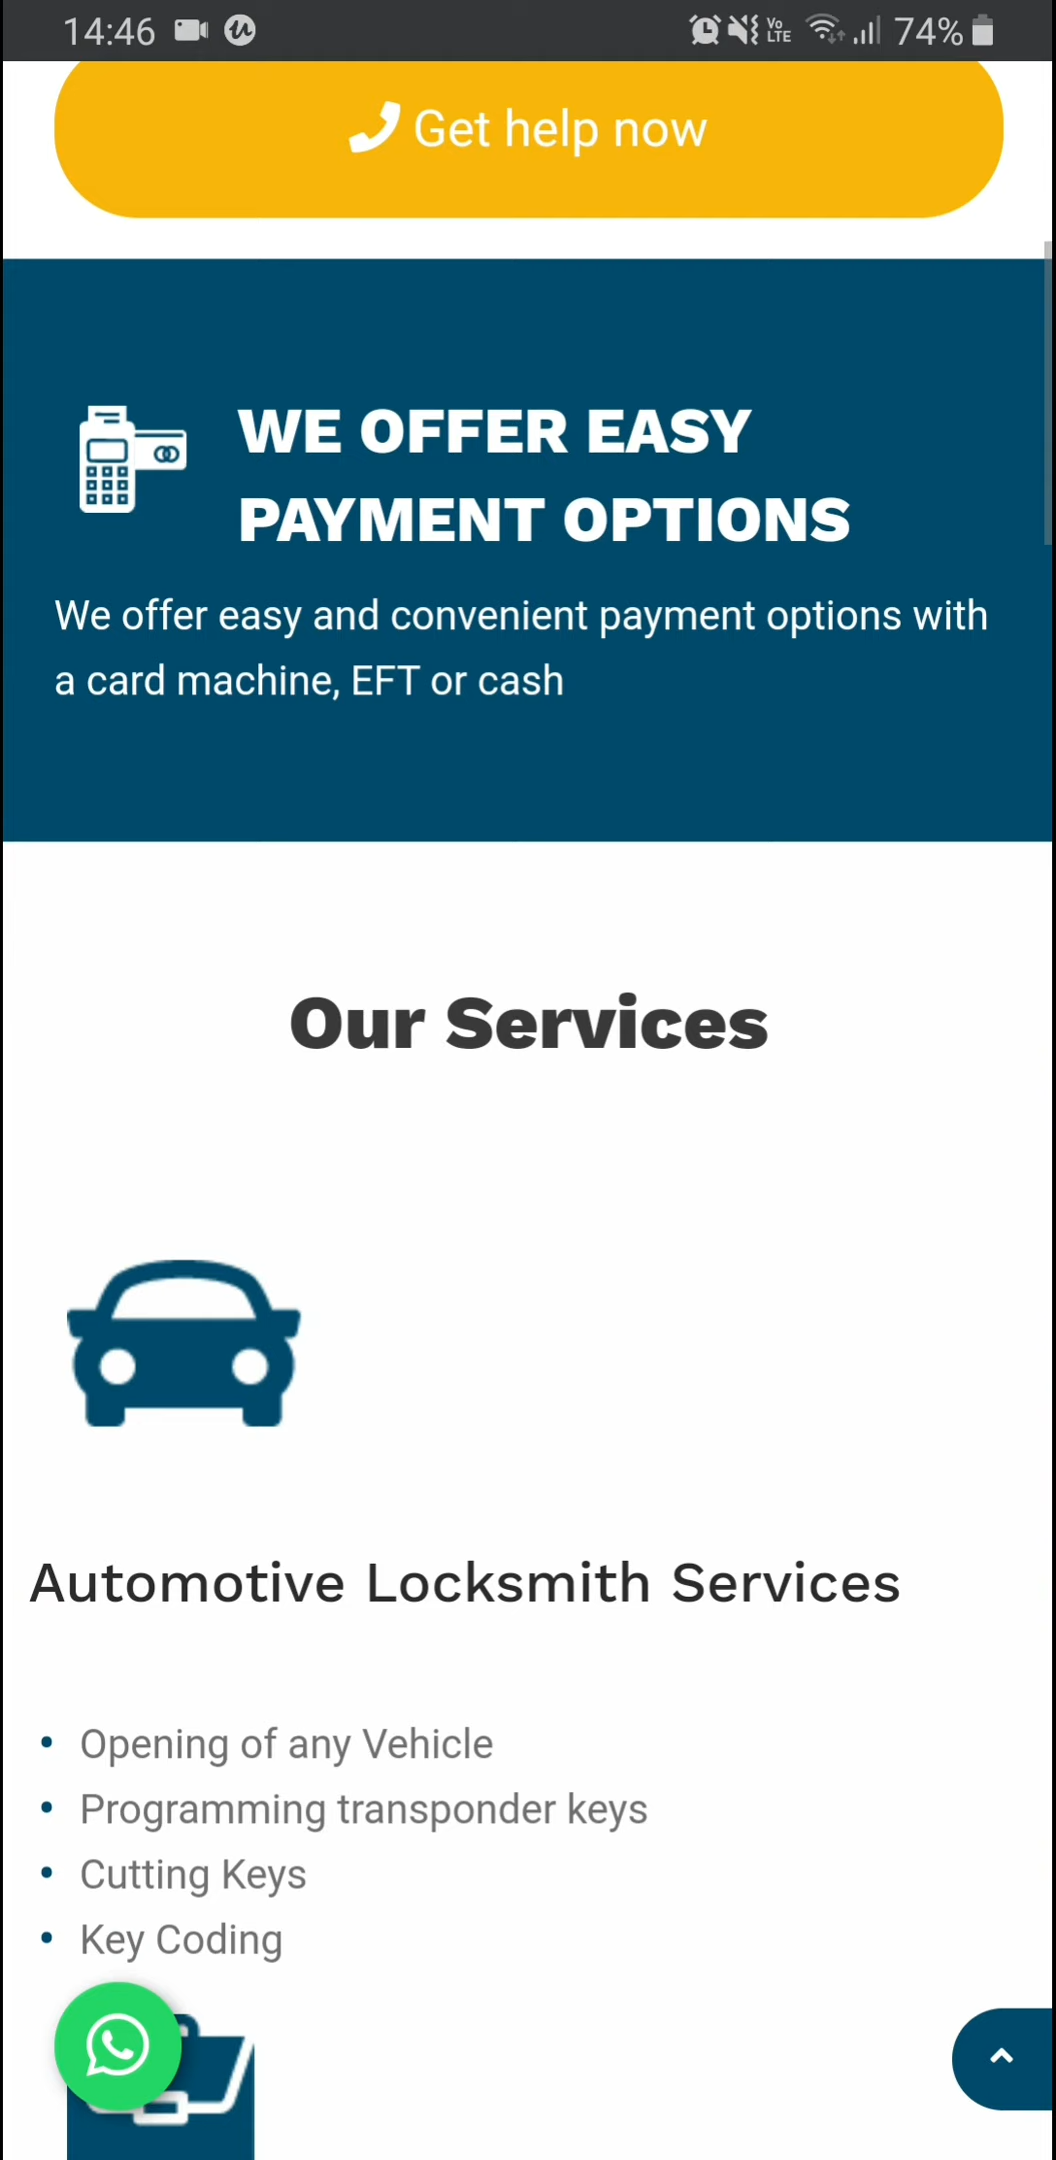 14:46
Vo LTE 74%
Get help now
WE OFFER EASY
PAYMENT OPTIONS
We offer easy and convenient payment options with
a card machine, EFT or cash
Our Services
Automotive Locksmith Services
• Opening of any Vehicle
• Programming transponder keys
• Cutting Keys
• Key Coding